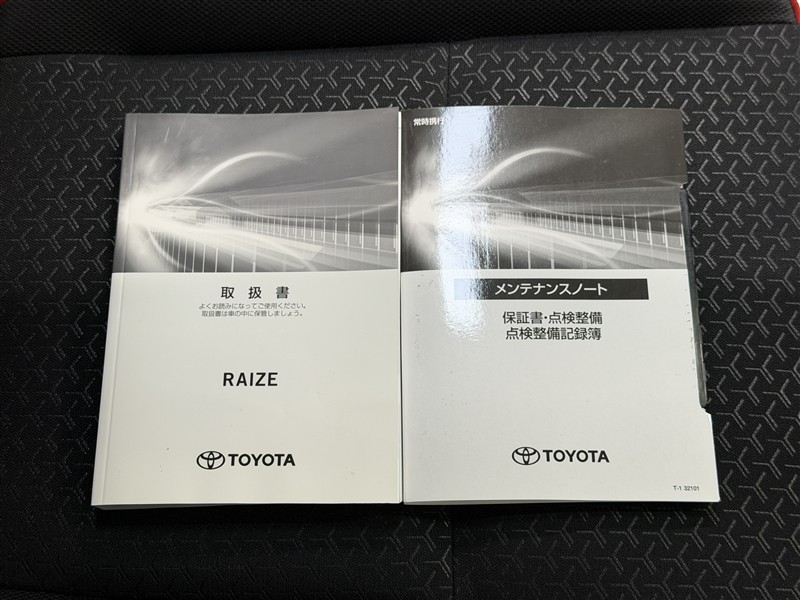 取扱書
よくお読みになってご使用ください。
取扱書は車の中に保管しましょう。
RAIZE
TOYOTA
常時携行
メンテナンスノート
保証書・点検整備
点検整備記録簿
TOYOTA
T-1 32101